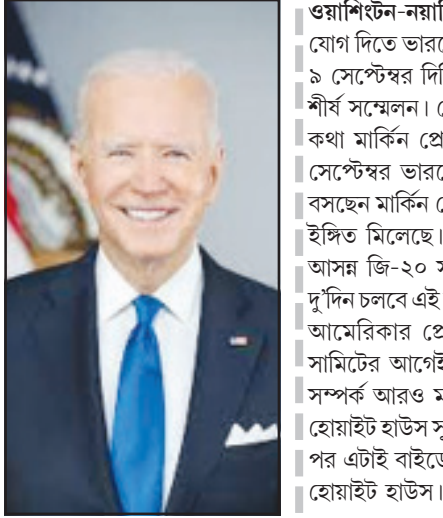 ওয়াশিংটন-নয়াদি
যোগ দিতে ভারতে
৯ সেপ্টেম্বর দিল্লি
শীর্ষ সম্মেলন।
কথা মার্কিন প্রে
সেপ্টেম্বর ভারতে
বসছেন মার্কিন
ইঙ্গিত মিলেছে।
আসন্ন জি-২০ স
দু'দিন চলবে এই
আমেরিকার প্রে
সামিটের আগেই
সম্পর্ক আরও ম
হোয়াইট হাউস সূ
পর এটাই বাইডে
হোয়াইট হাউস।